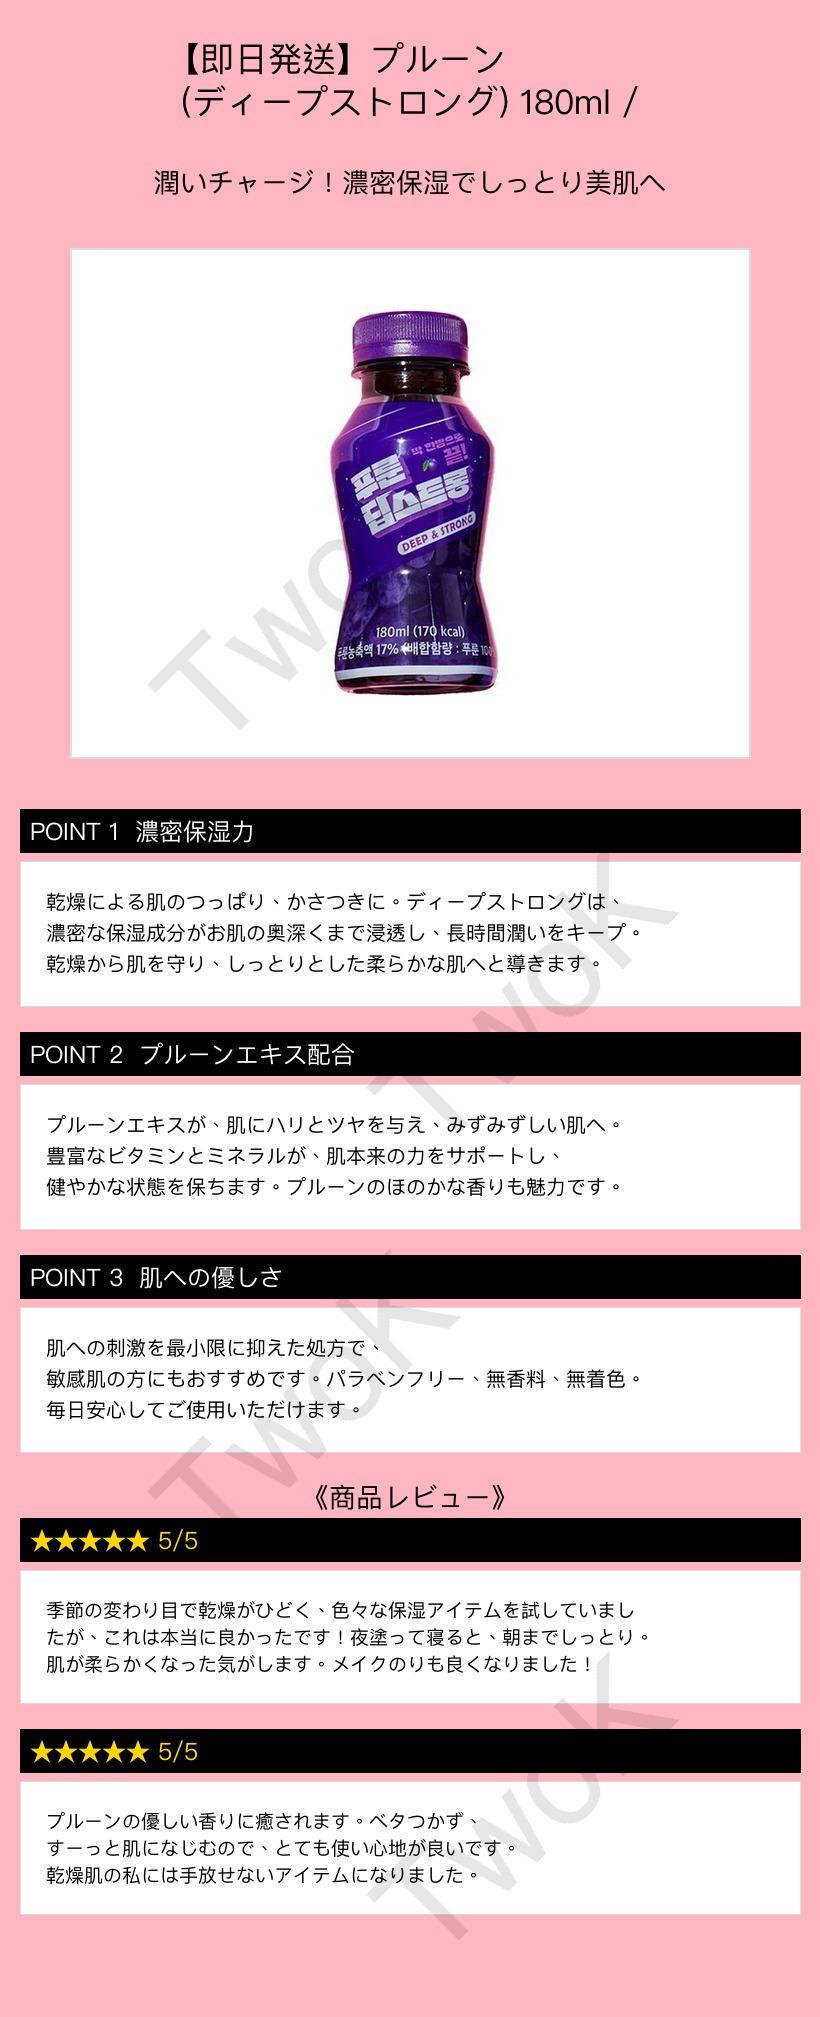 【即日発送】プルーン
(ディープストロング) 180ml /
潤いチャージ！濃密保湿でしっとり美肌へ
딱 한병으로
끝!
푸룬
딥스트롱
DEEP & STRONG
180ml (170 kcal)
푸룬농축액 17% (배합함량 : 푸룬 100
TwoK
POINT 1 濃密保湿力
乾燥による肌のつっぱり、かさつきに。ディープストロングは、
濃密な保湿成分がお肌の奥深くまで浸透し、長時間潤いをキープ。
乾燥から肌を守り、しっとりとした柔らかな肌へと導きます。
TwoK
POINT 2 プルーンエキス配合
プルーンエキスが、肌にハリとツヤを与え、みずみずしい肌へ。
豊富なビタミンとミネラルが、肌本来の力をサポートし、
健やかな状態を保ちます。プルーンのほのかな香りも魅力です。
POINT 3 肌への優しさ
肌への刺激を最小限に抑えた処方で、
敏感肌の方にもおすすめです。パラベンフリー、無香料、無着色。
毎日安心してご使用いただけます。
TwoK
《商品レビュー》
★★★★★ 5/5
季節の変わり目で乾燥がひどく、色々な保湿アイテムを試していまし
たが、これは本当に良かったです！夜塗って寝ると、朝までしっとり。
肌が柔らかくなった気がします。メイクのりも良くなりました！
★★★★★ 5/5
プルーンの優しい香りに癒されます。ベタつかず、
すーっと肌になじむので、とても使い心地が良いです。
乾燥肌の私には手放せないアイテムになりました。
TwoK